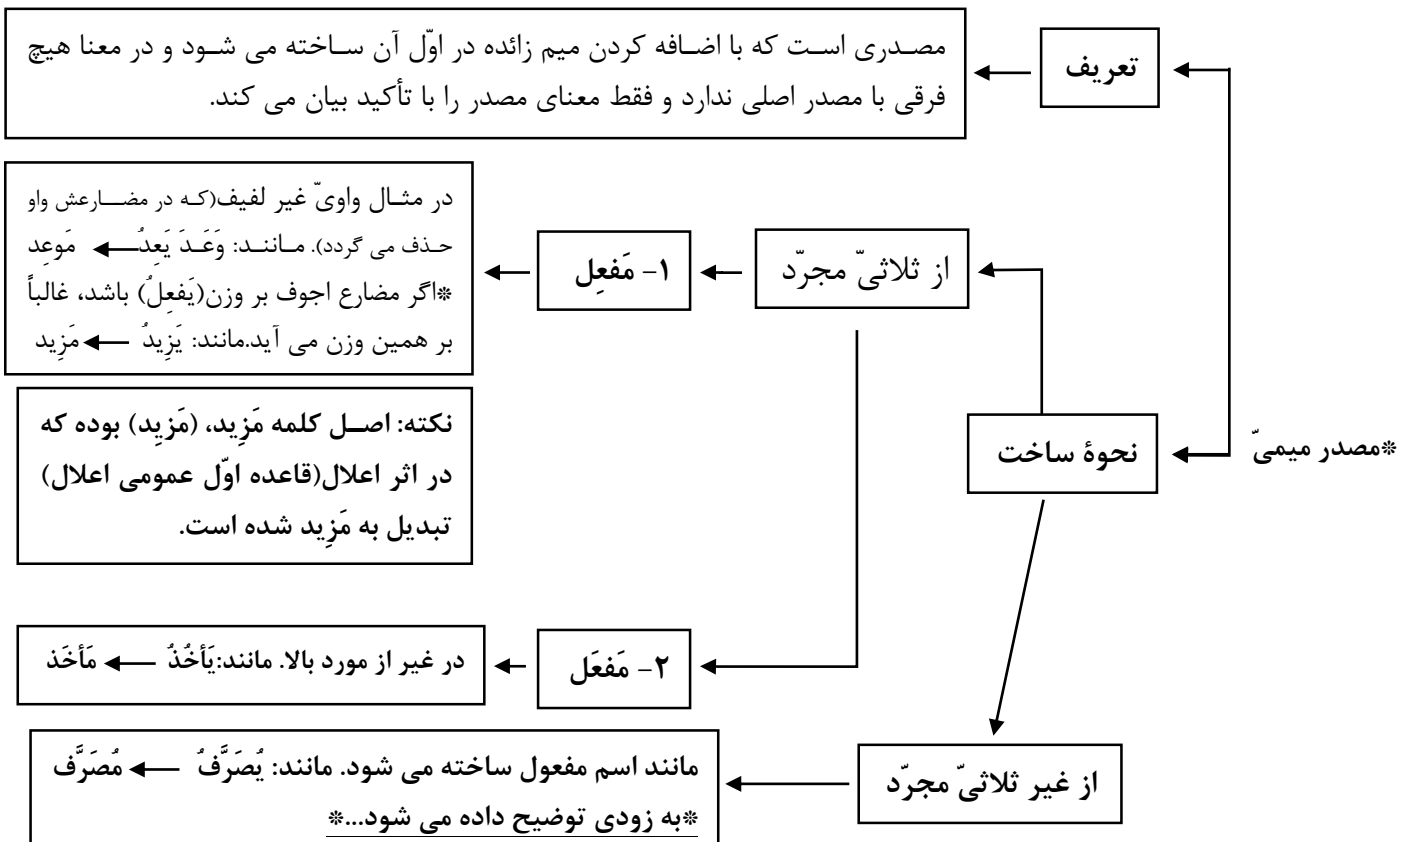 *مصدر میمیّ
تعریف
مصدری است که با اضافه کردن میم زائده در اوّل آن ساخته می شود و در معنا هیچ
فرقی با مصدر اصلی ندارد و فقط معنای مصدر را با تأکید بیان می کند.
نحوۀ ساخت
از ثلاثیّ مجرّد
۱- مَفعِل
در مثال واویّ غیر لفیف(که در مضارعش واو
حذف می گردد). مانند: وَعَدَ یَعِدُ ← مَوعِد
*اگر مضارع اجوف بر وزن(یَفعِلُ) باشد، غالباً
بر همین وزن می آید.مانند: یَزِیدُ ← مَزِید
نکته: اصل کلمه مَزِید، (مَزیِد) بوده که
در اثر اعلال(قاعده اوّل عمومی اعلال)
تبدیل به مَزِید شده است.
۲- مَفعَل
در غیر از مورد بالا. مانند:یَأخُذُ ← مَأخَذ
از غیر ثلاثیّ مجرّد
مانند اسم مفعول ساخته می شود. مانند: یُصَرَّفُ ← مُصَرَّف
*به زودی توضیح داده می شود...*